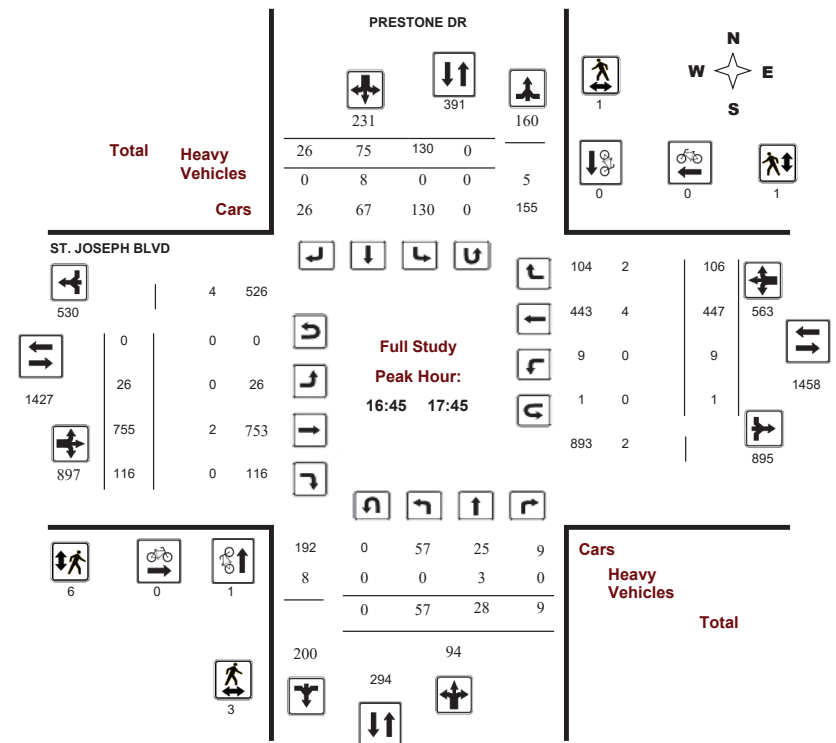 PRESTONE DR
N
W E
S
391
1
231
160
Total
Heavy
Vehicles
Cars
26 75 130 0
0 8 0 0 5
26 67 130 0 155
0 0 1
ST. JOSEPH BLVD
530
4 526
104 2 106
563
0 0 0
443 4 447
1427
26 0 26
Full Study
Peak Hour:
16:45 17:45
9 0 9
1458
1 0 1
755 2 753
897
116 0 116
893 2
895
192 0 57 25 9
8 0 0 3 0
0 57 28 9
Cars
Heavy
Vehicles
Total
6 0 1
200
94
294
3